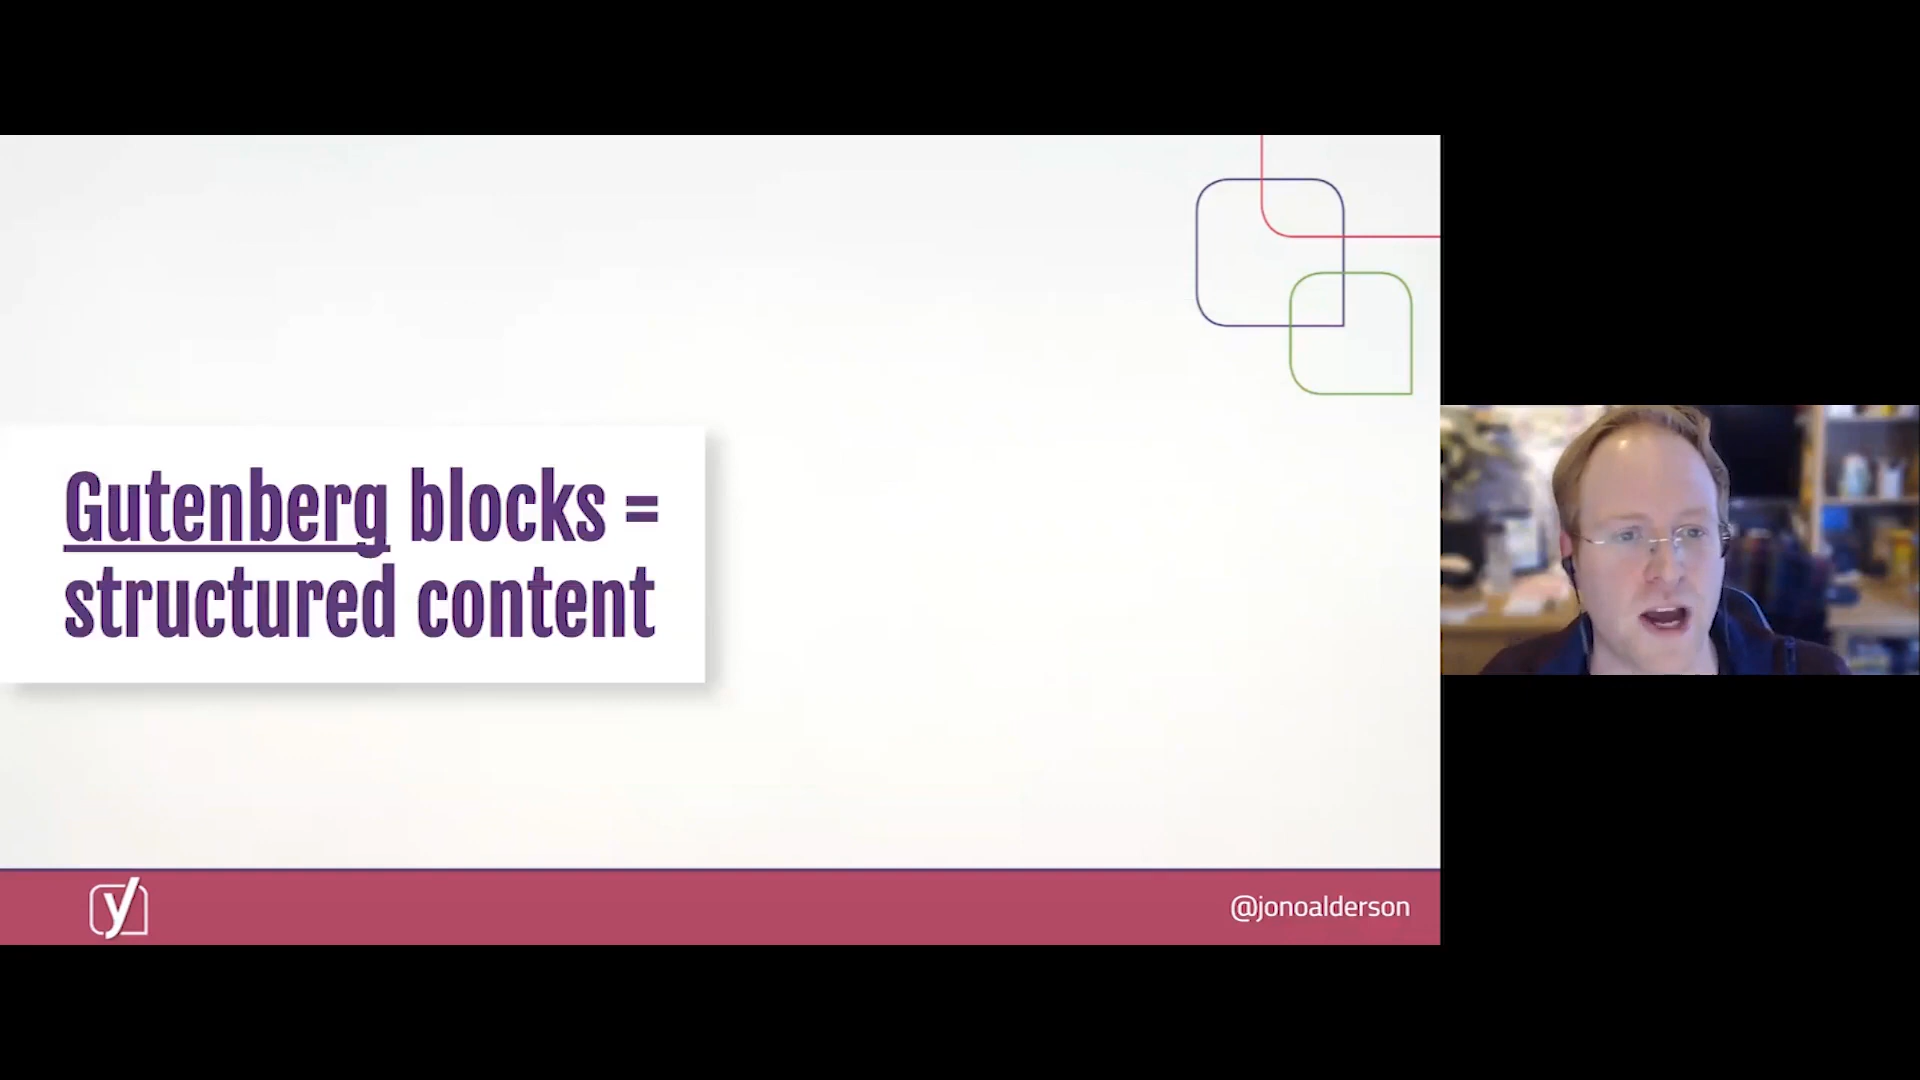 Gutenberg blocks =
structured content
y
@jonoalderson